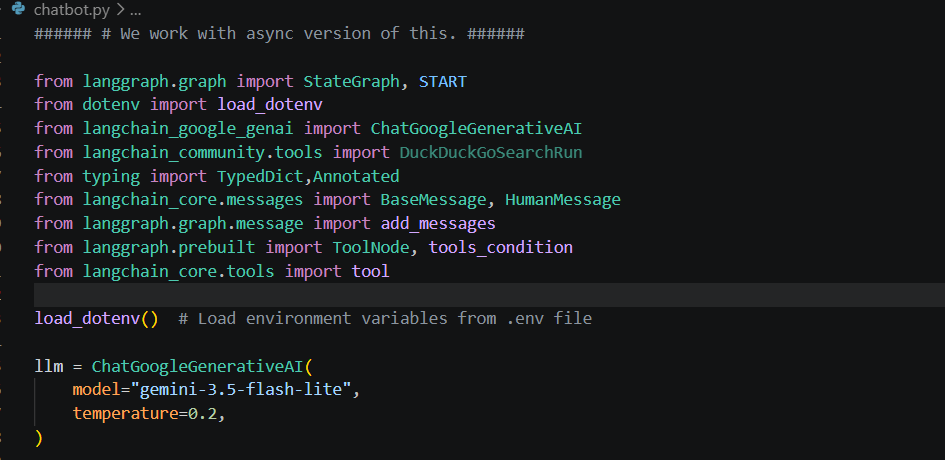 chatbot.py > ...
###### # We work with async version of this. ######
from langgraph.graph import StateGraph, START
from dotenv import load_dotenv
from langchain_google_genai import ChatGoogleGenerativeAI
from langchain_community.tools import DuckDuckGoSearchRun
from typing import TypedDict,Annotated
from langchain_core.messages import BaseMessage, HumanMessage
from langgraph.graph.message import add_messages
from langgraph.prebuilt import ToolNode, tools_condition
from langchain_core.tools import tool
load_dotenv()  # Load environment variables from .env file
llm = ChatGoogleGenerativeAI(
    model="gemini-3.5-flash-lite",
    temperature=0.2,
)